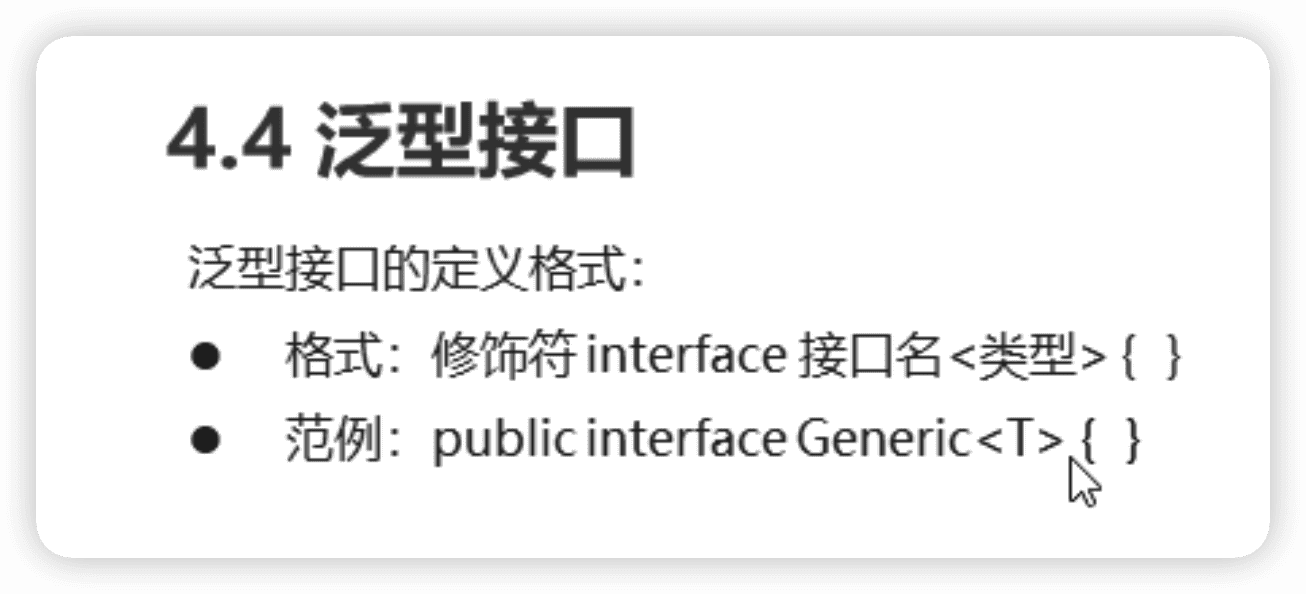 4.4 泛型接口
泛型接口的定义格式：
● 格式：修饰符 interface 接口名<类型> {  }
● 范例：public interface Generic<T> {  }